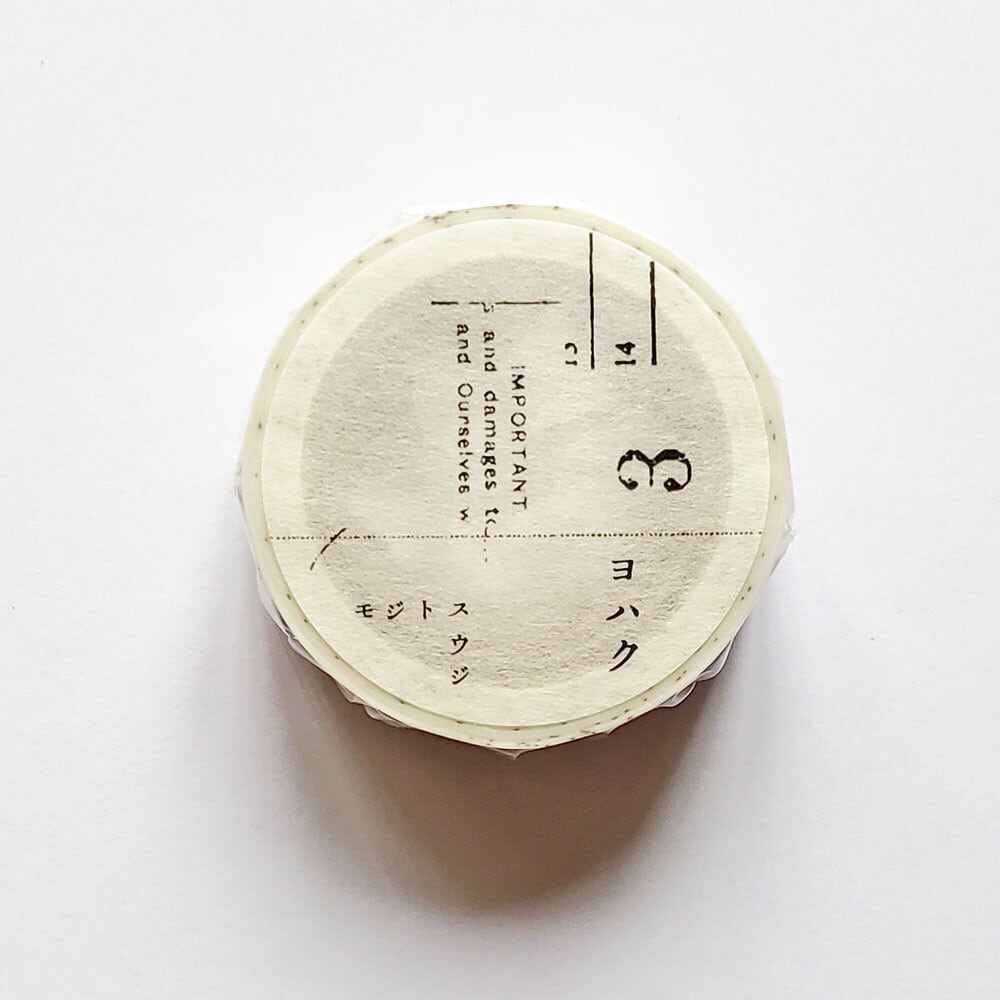 14
3
IMPORTANT
and damages to
and Ourselves w
ヨハク
スウジ
トジモ